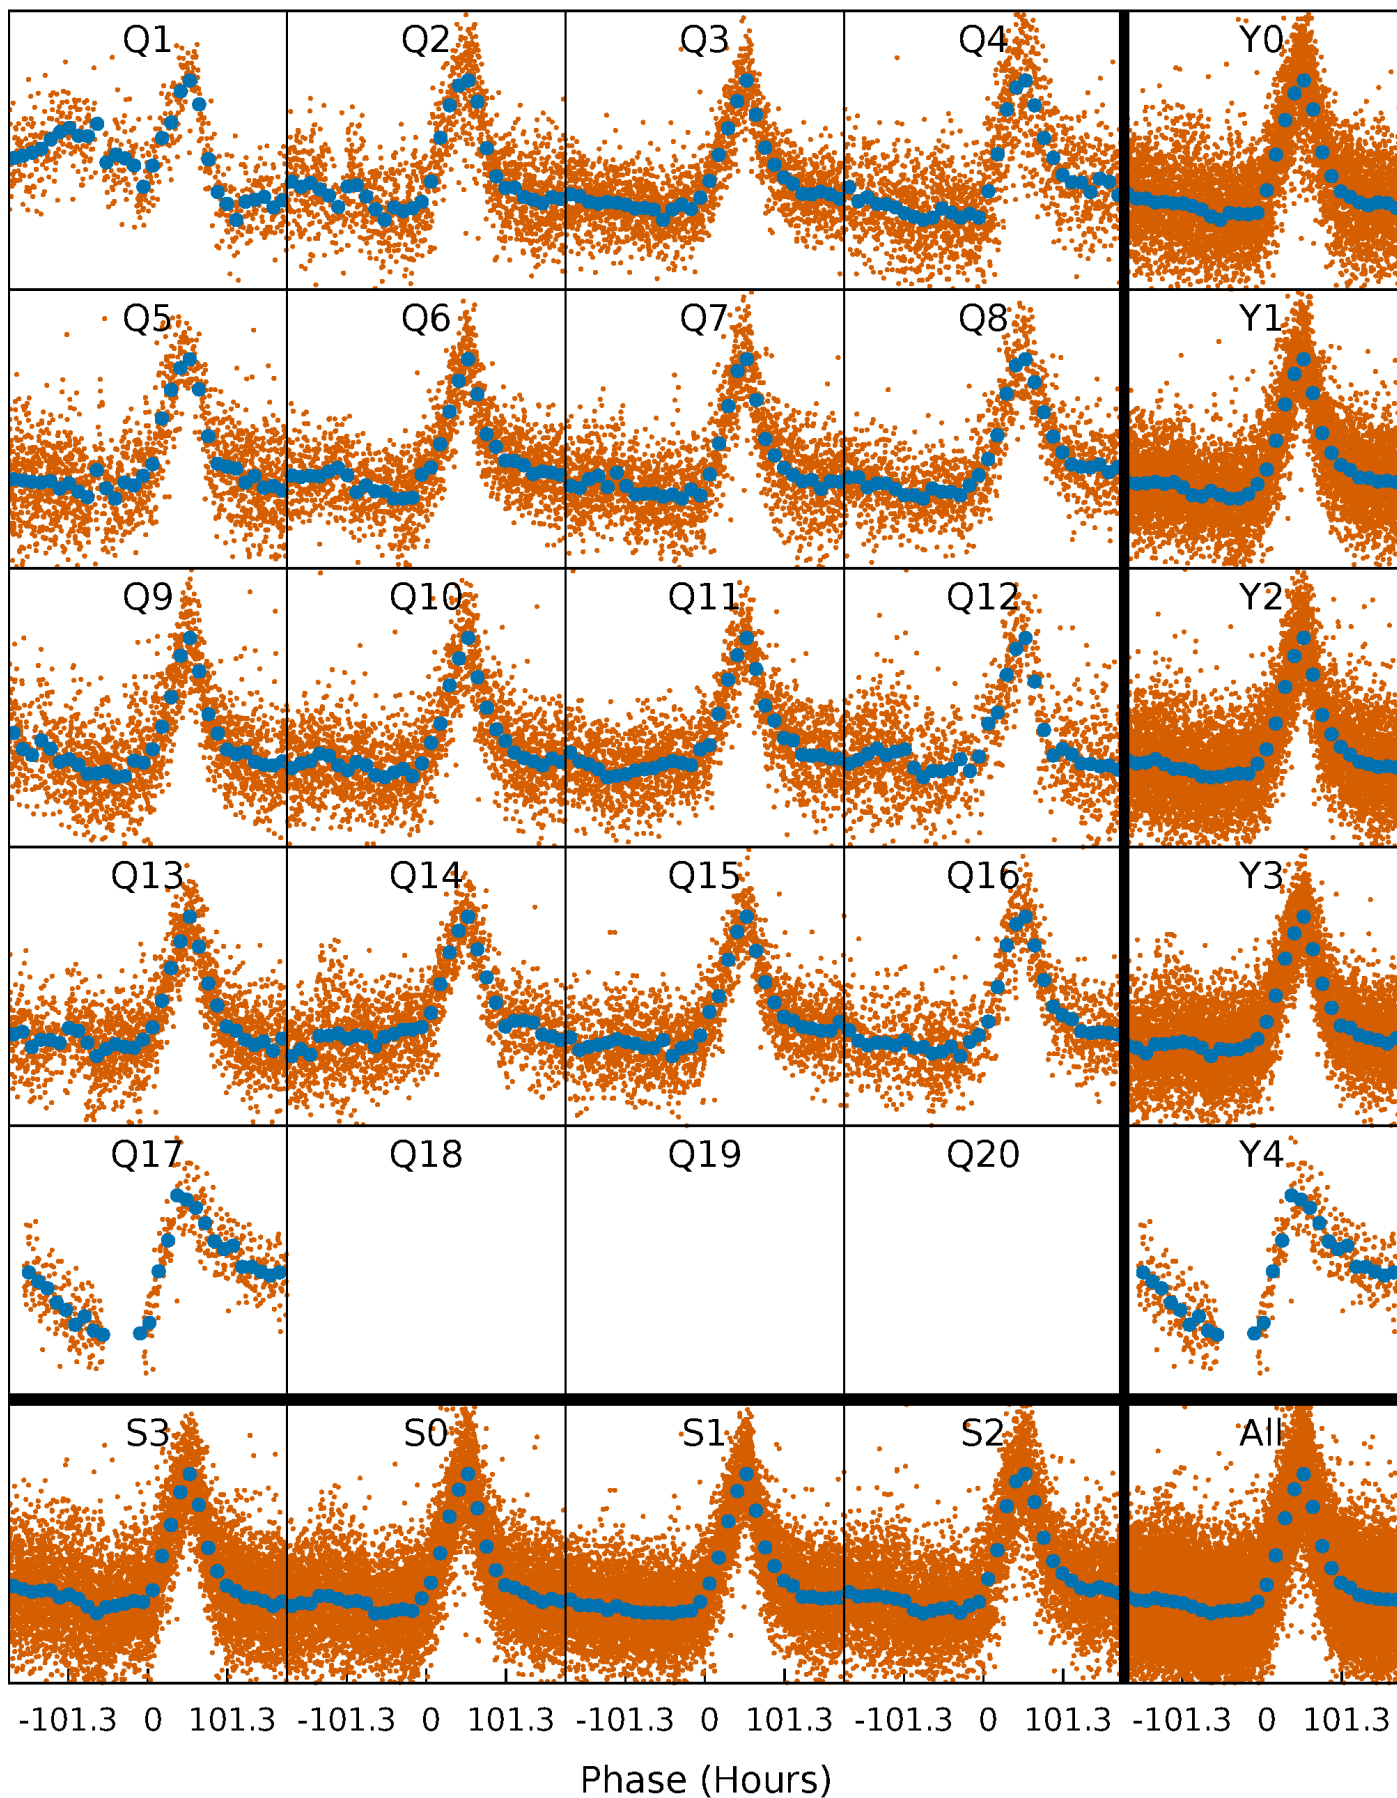 Q1 Q2 Q3 Q4 Y0
Q5 Q6 Q7 Q8 Y1
Q9 Q10 Q11 Q12 Y2
Q13 Q14 Q15 Q16 Y3
Q17 Q18 Q19 Q20 Y4
S3 S0 S1 S2 All
-101.3 0 101.3 -101.3 0 101.3 -101.3 0 101.3 -101.3 0 101.3 -101.3 0 101.3
Phase (Hours)